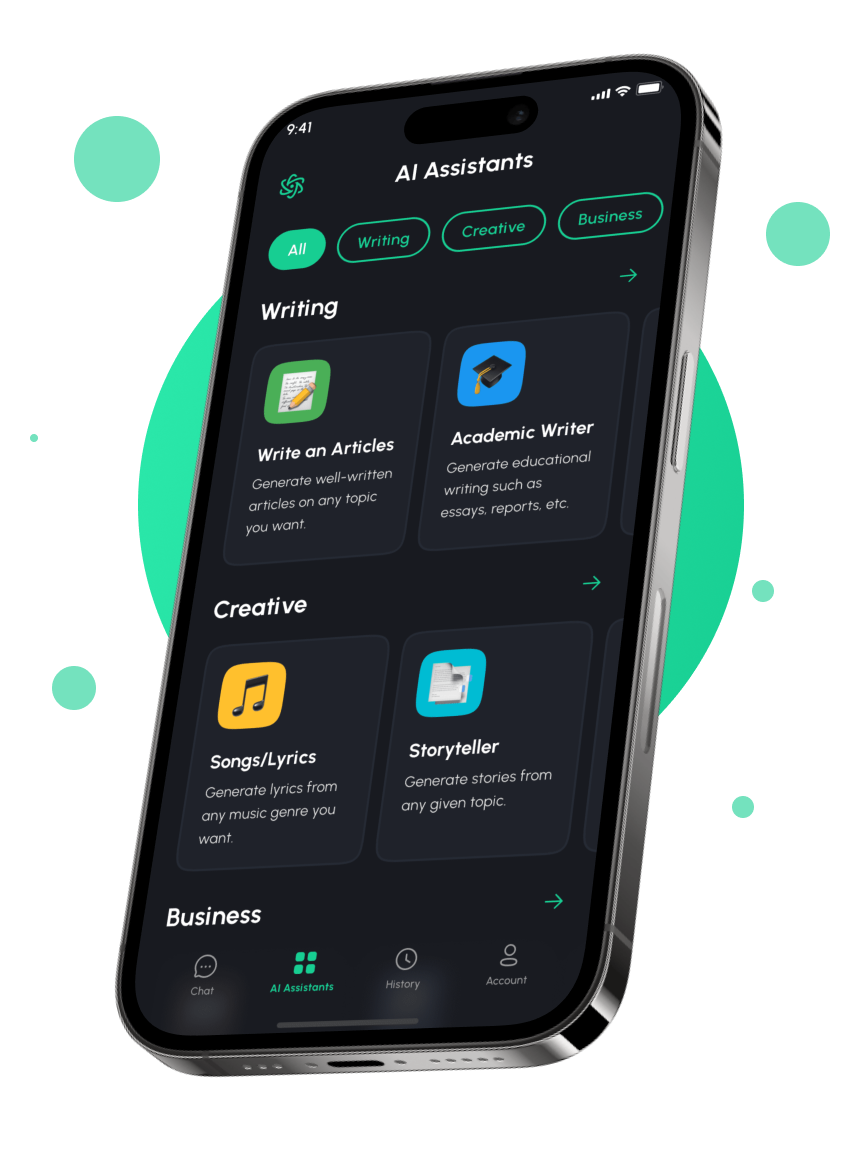 9:41
AI Assistants
All
Writing
Creative
Business
Writing
Write an Articles
Generate well-written
articles on any topic
you want.
Academic Writer
Generate educational
writing such as
essays, reports, etc.
Creative
Songs/Lyrics
Generate lyrics from
any music genre you
want.
Storyteller
Generate stories from
any given topic.
Business
Chat
AI Assistants
History
Account